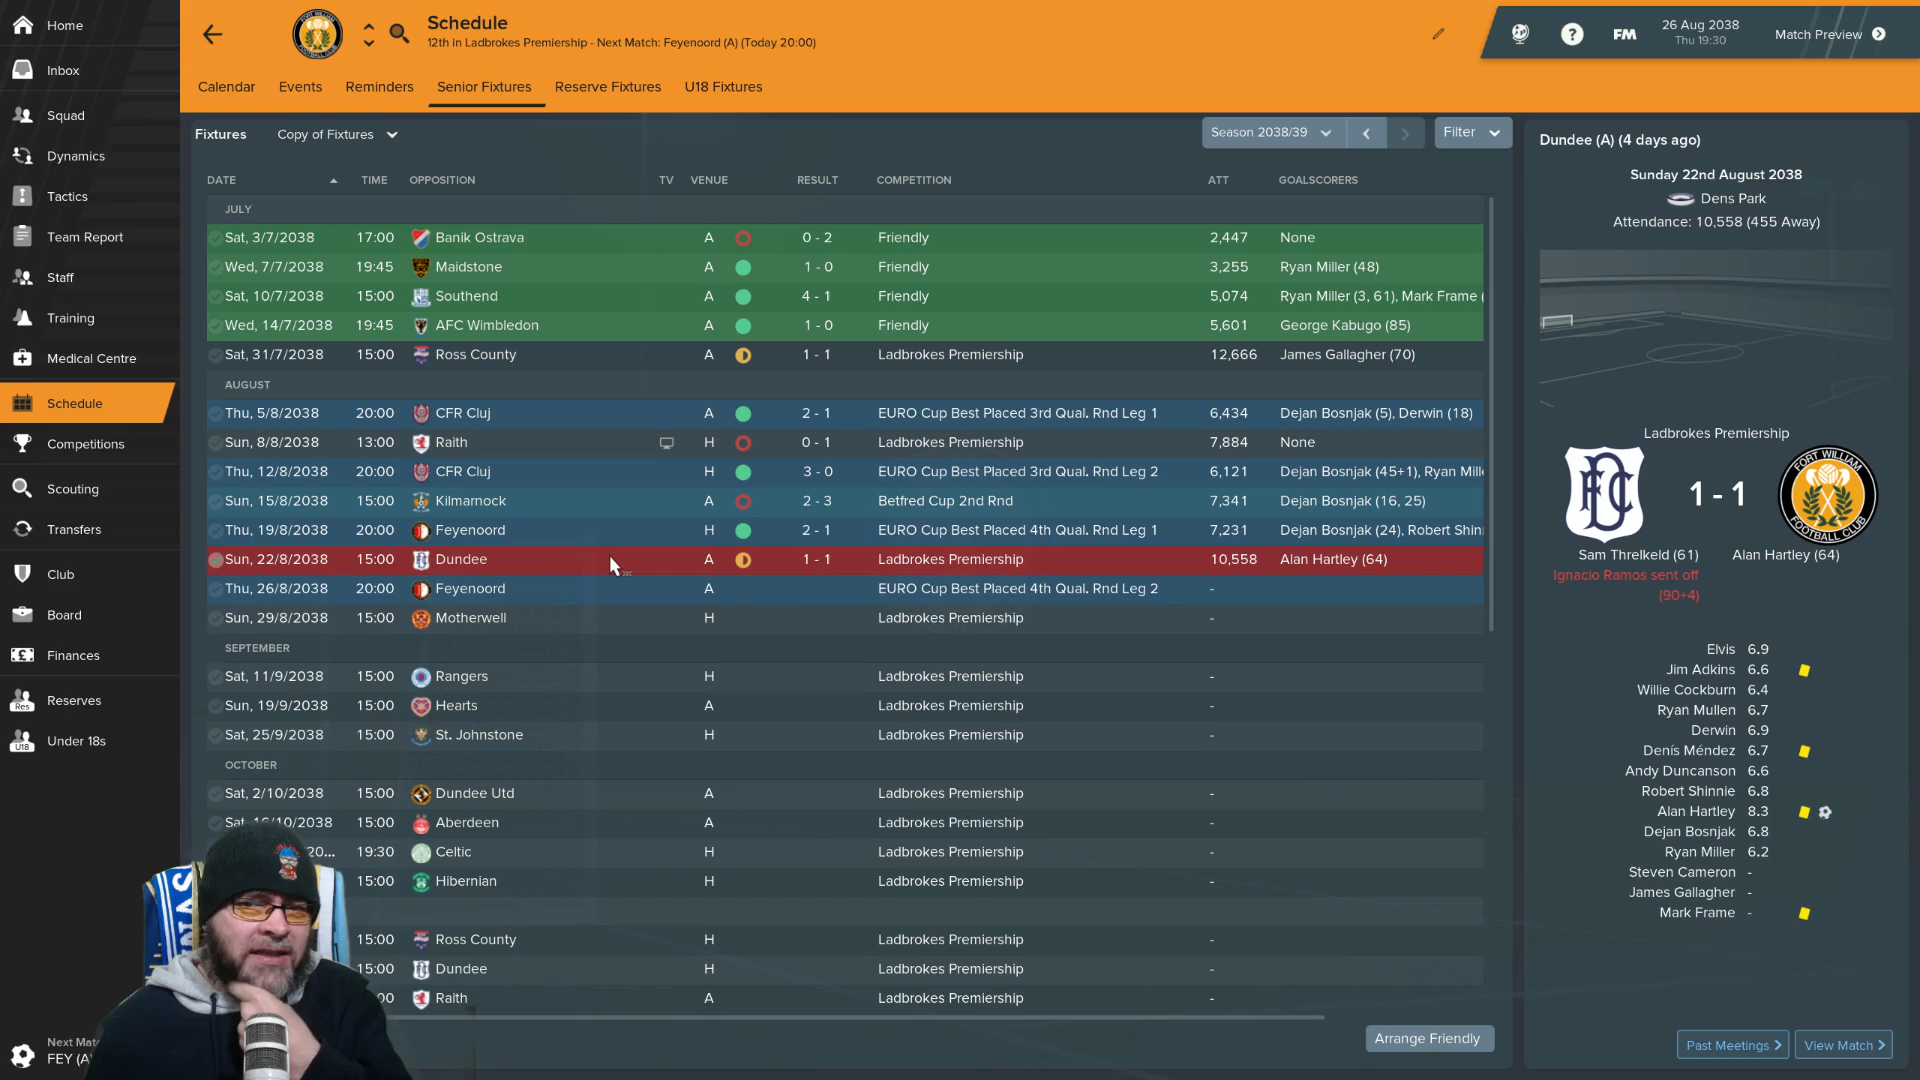 Home
Inbox
Squad
Dynamics
Tactics
Team Report
Staff
Training
Medical Centre
Schedule
Competitions
Scouting
Transfers
Club
Board
Finances
Reserves
Under 18s
Next Mat
FEY (A)
Schedule
12th in Ladbrokes Premiership - Next Match: Feyenoord (A) (Today 20:00)
26 Aug 2038
Thu 19:30
FM
Match Preview
Calendar Events Reminders Senior Fixtures Reserve Fixtures U18 Fixtures
Fixtures Copy of Fixtures Season 2038/39 Filter
DATE TIME OPPOSITION TV VENUE RESULT COMPETITION ATT GOALSCORERS
JULY
Sat, 3/7/2038 17:00 Banik Ostrava A 0 - 2 Friendly 2,447 None
Wed, 7/7/2038 19:45 Maidstone A 1 - 0 Friendly 3,255 Ryan Miller (48)
Sat, 10/7/2038 15:00 Southend A 4 - 1 Friendly 5,074 Ryan Miller (3, 61), Mark Frame (
Wed, 14/7/2038 19:45 AFC Wimbledon A 1 - 0 Friendly 5,601 George Kabugo (85)
Sat, 31/7/2038 15:00 Ross County A 1 - 1 Ladbrokes Premiership 12,666 James Gallagher (70)
AUGUST
Thu, 5/8/2038 20:00 CFR Cluj A 2 - 1 EURO Cup Best Placed 3rd Qual. Rnd Leg 1 6,434 Dejan Bosnjak (5), Derwin (18)
Sun, 8/8/2038 13:00 Raith H 0 - 1 Ladbrokes Premiership 7,884 None
Thu, 12/8/2038 20:00 CFR Cluj H 3 - 0 EURO Cup Best Placed 3rd Qual. Rnd Leg 2 6,121 Dejan Bosnjak (45+1), Ryan Mill
Sun, 15/8/2038 15:00 Kilmarnock A 2 - 3 Betfred Cup 2nd Rnd 7,341 Dejan Bosnjak (16, 25)
Thu, 19/8/2038 20:00 Feyenoord H 2 - 1 EURO Cup Best Placed 4th Qual. Rnd Leg 1 7,231 Dejan Bosnjak (24), Robert Shin
Sun, 22/8/2038 15:00 Dundee A 1 - 1 Ladbrokes Premiership 10,558 Alan Hartley (64)
Thu, 26/8/2038 20:00 Feyenoord A EURO Cup Best Placed 4th Qual. Rnd Leg 2 -
Sun, 29/8/2038 15:00 Motherwell H Ladbrokes Premiership -
SEPTEMBER
Sat, 11/9/2038 15:00 Rangers H Ladbrokes Premiership -
Sun, 19/9/2038 15:00 Hearts A Ladbrokes Premiership -
Sat, 25/9/2038 15:00 St. Johnstone H Ladbrokes Premiership -
OCTOBER
Sat, 2/10/2038 15:00 Dundee Utd A Ladbrokes Premiership -
Sat, 16/10/2038 15:00 Aberdeen A Ladbrokes Premiership -
20... 19:30 Celtic H Ladbrokes Premiership -
15:00 Hibernian H Ladbrokes Premiership -
15:00 Ross County H Ladbrokes Premiership -
15:00 Dundee H Ladbrokes Premiership -
00 Raith A Ladbrokes Premiership -
Arrange Friendly
Dundee (A) (4 days ago)
Sunday 22nd August 2038
Dens Park
Attendance: 10,558 (455 Away)
Ladbrokes Premiership
1 - 1
FORT WILLIAM
FOOTBALL CLUB
Sam Threlkeld (61) Alan Hartley (64)
Ignacio Ramos sent off
(90+4)
Elvis 6.9
Jim Adkins 6.6
Willie Cockburn 6.4
Ryan Mullen 6.7
Derwin 6.9
Denís Méndez 6.7
Andy Duncanson 6.6
Robert Shinnie 6.8
Alan Hartley 8.3
Dejan Bosnjak 6.8
Ryan Miller 6.2
Steven Cameron -
James Gallagher -
Mark Frame -
Past Meetings View Match